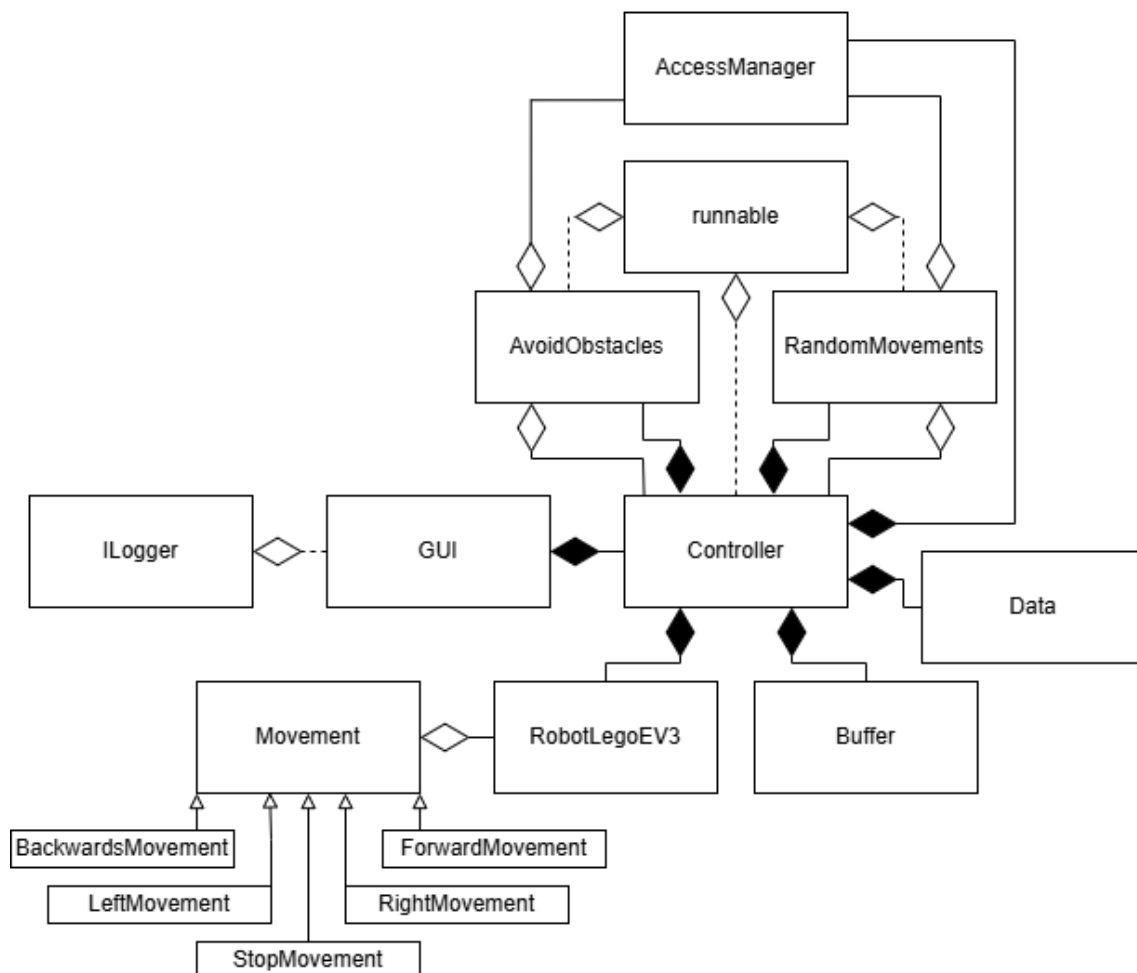 AccessManager
runnable
AvoidObstacles
RandomMovements
ILogger
GUI
Controller
Data
Movement
RobotLegoEV3
Buffer
BackwardsMovement
ForwardMovement
LeftMovement
RightMovement
StopMovement